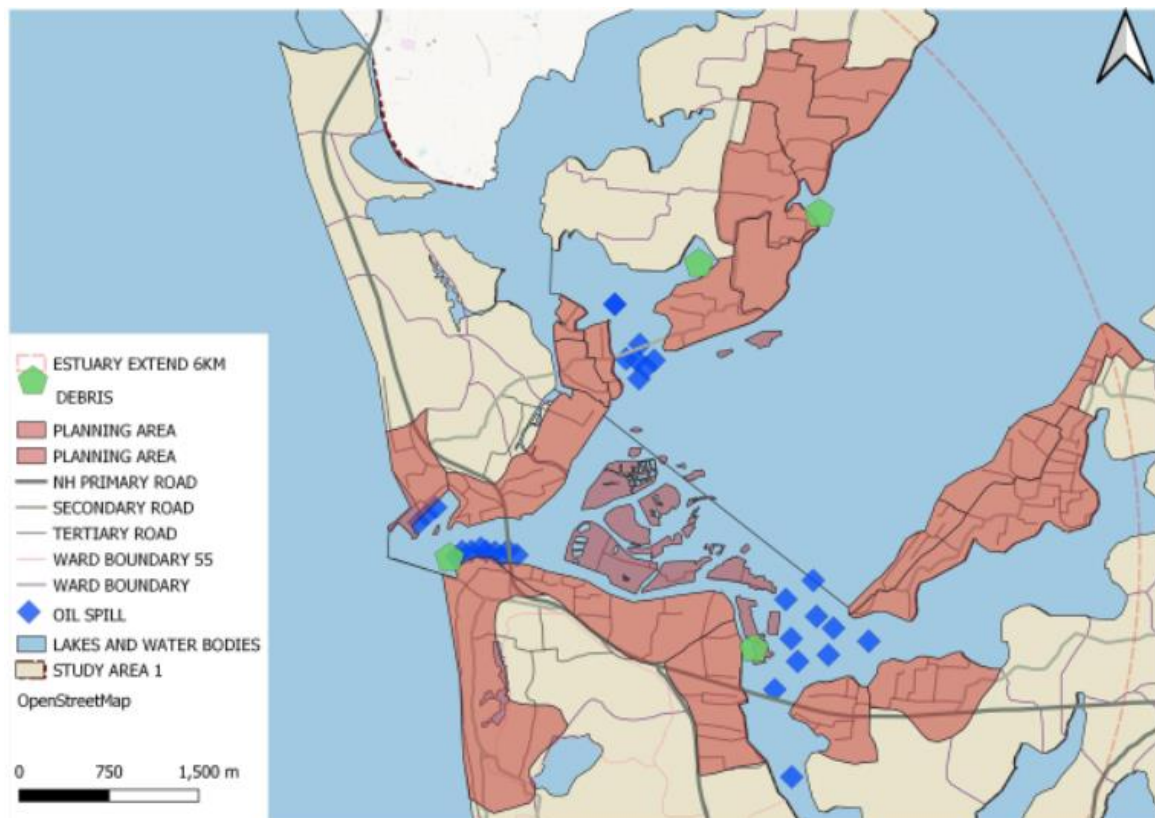 ESTUARY EXTEND 6KM
DEBRIS
PLANNING AREA
PLANNING AREA
NH PRIMARY ROAD
SECONDARY ROAD
TERTIARY ROAD
WARD BOUNDARY 55
WARD BOUNDARY
OIL SPILL
LAKES AND WATER BODIES
STUDY AREA 1
OpenStreetMap
0 750 1,500 m